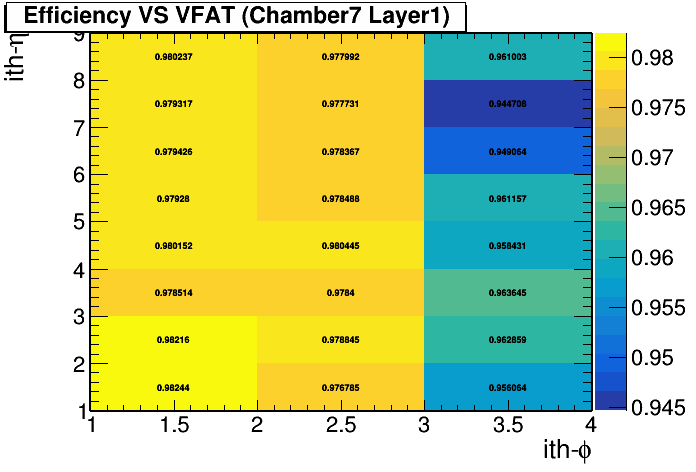 Efficiency VS VFAT (Chamber7 Layer1)
ith-η
9
8
7
6
5
4
3
2
1
0.980237 0.977992 0.961003
0.979317 0.977731 0.944708
0.979426 0.978367 0.949054
0.97928 0.978488 0.961157
0.980152 0.980445 0.958431
0.978514 0.9784 0.963645
0.98216 0.978845 0.962859
0.98244 0.976785 0.956064
1 1.5 2 2.5 3 3.5 4
ith-ϕ
0.98
0.975
0.97
0.965
0.96
0.955
0.95
0.945